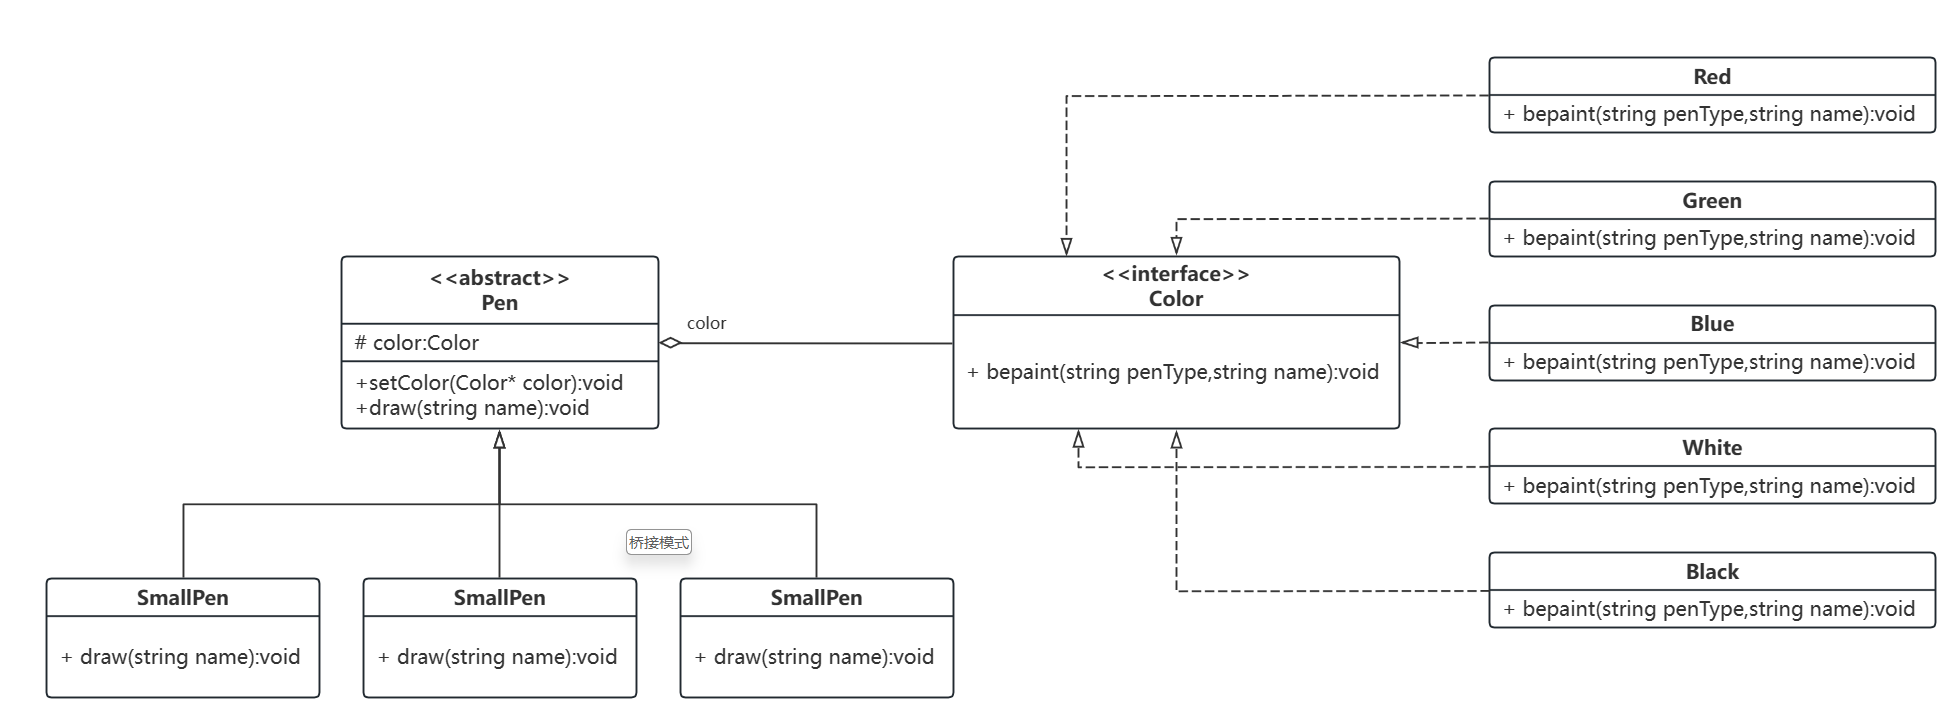 Red
+ bepaint(string penType,string name):void
Green
+ bepaint(string penType,string name):void
<<abstract>>
Pen
# color:Color
+setColor(Color* color):void
+draw(string name):void
color
<<interface>>
Color
+ bepaint(string penType,string name):void
Blue
+ bepaint(string penType,string name):void
White
+ bepaint(string penType,string name):void
Black
+ bepaint(string penType,string name):void
桥接模式
SmallPen
+ draw(string name):void
SmallPen
+ draw(string name):void
SmallPen
+ draw(string name):void